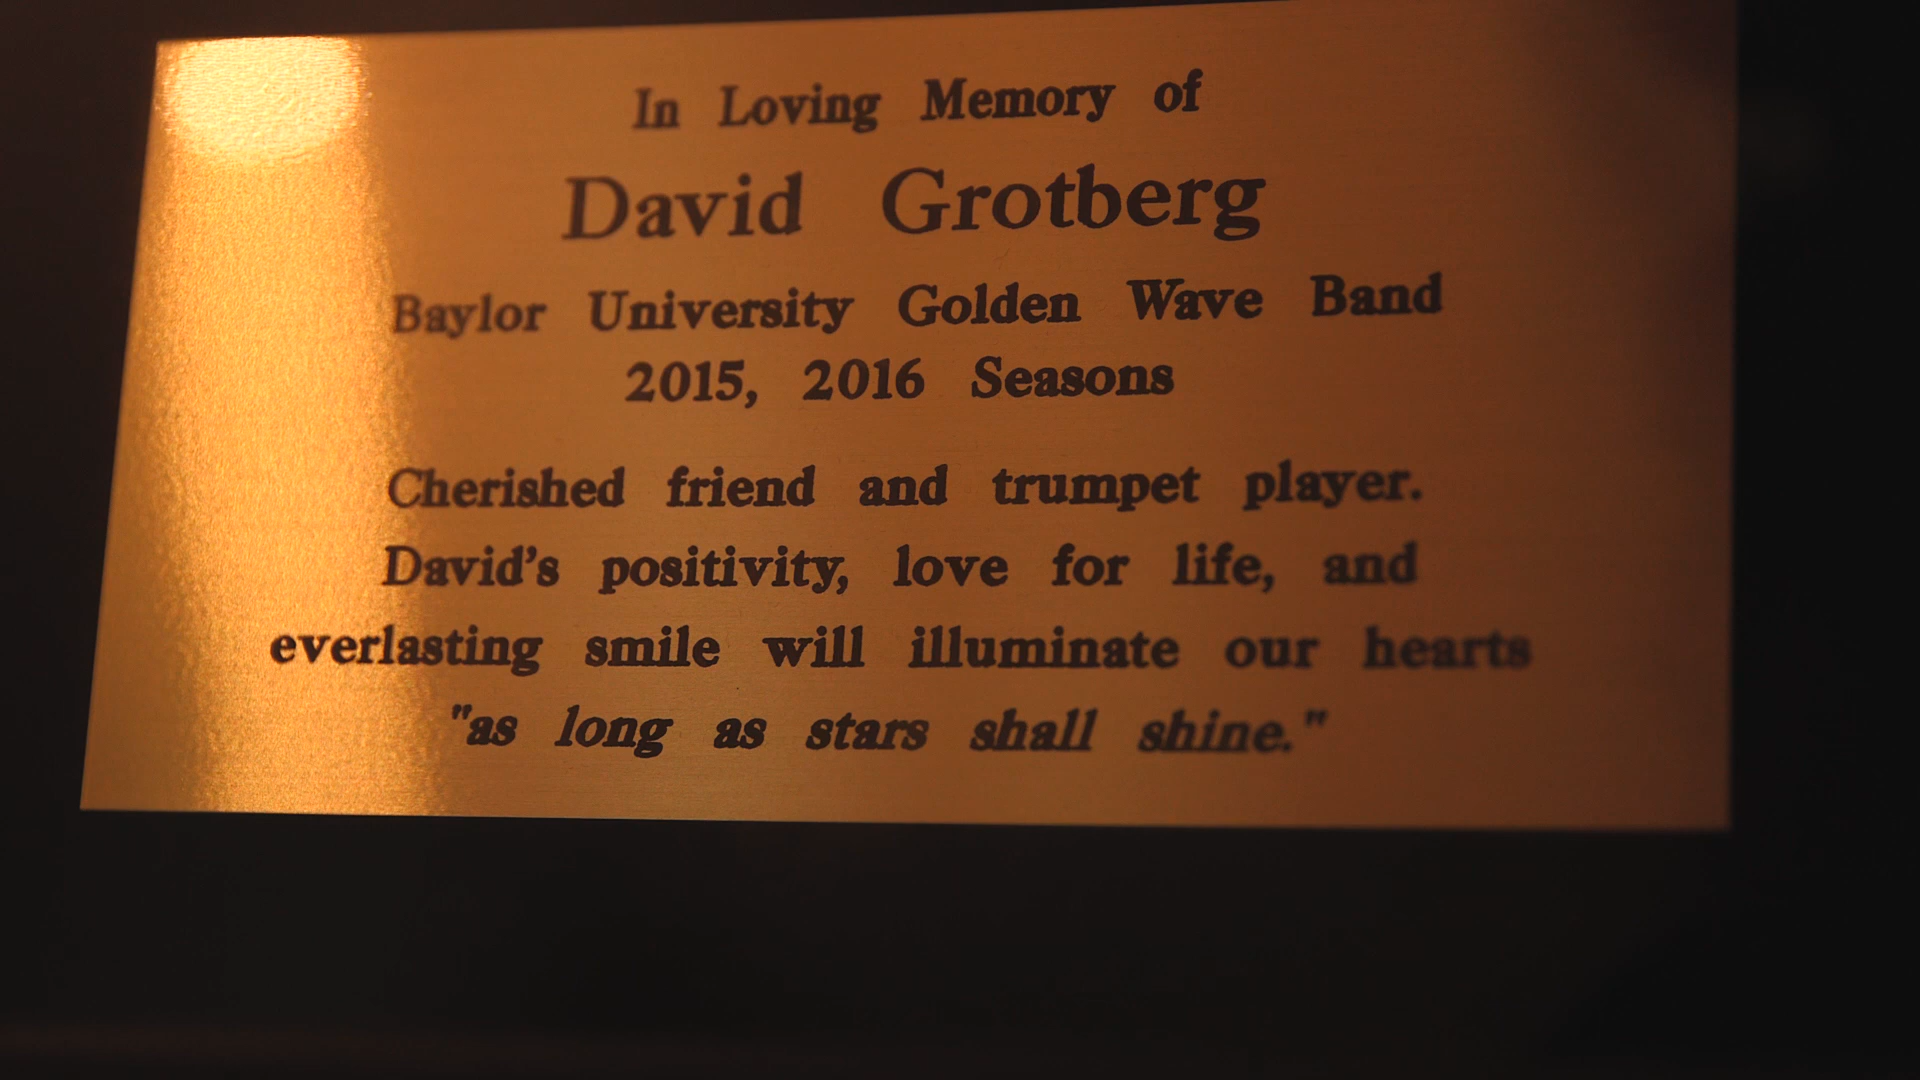 In Loving Memory of
David Grotberg
Baylor University Golden Wave Band
2015, 2016 Seasons
Cherished friend and trumpet player.
David's positivity, love for life, and
everlasting smile will illuminate our hearts
"as long as stars shall shine."